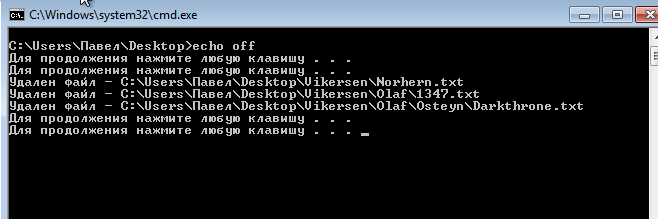 C:\Windows\system32\cmd.exe
C:\Users\Павел\Desktop>echo off
Для продолжения нажмите любую клавишу . . .
Для продолжения нажмите любую клавишу . . .
Удален файл - C:\Users\Павел\Desktop\Vikersen\Norhern.txt
Удален файл - C:\Users\Павел\Desktop\Vikersen\Olaf\1347.txt
Удален файл - C:\Users\Павел\Desktop\Vikersen\Olaf\Osteyn\Darkthrone.txt
Для продолжения нажмите любую клавишу . . .
Для продолжения нажмите любую клавишу . . . _